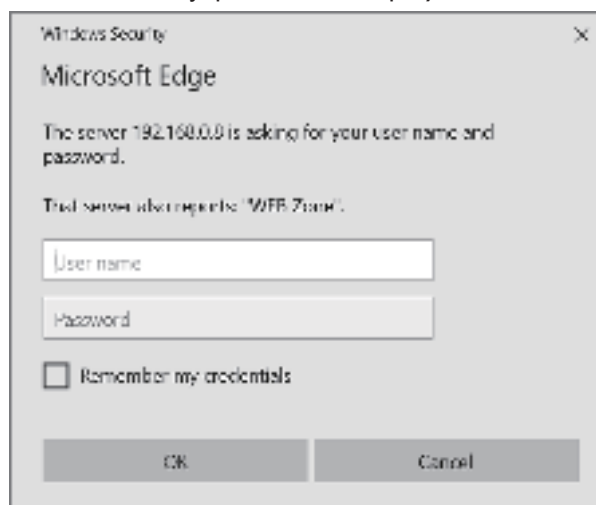 Windows Security
Microsoft Edge
The server 192.168.0.8 is asking for your user name and
password.
That server also reports: "WEB Zone".
User name
Password
Remember my credentials
OK
Cancel